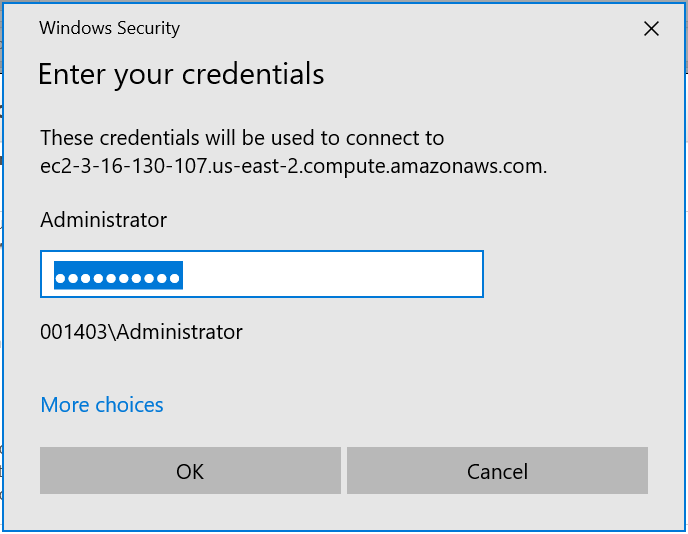 Windows Security
Enter your credentials
These credentials will be used to connect to
ec2-3-16-130-107.us-east-2.compute.amazonaws.com.
Administrator
●●●●●●●●●●
001403\Administrator
More choices
OK
Cancel